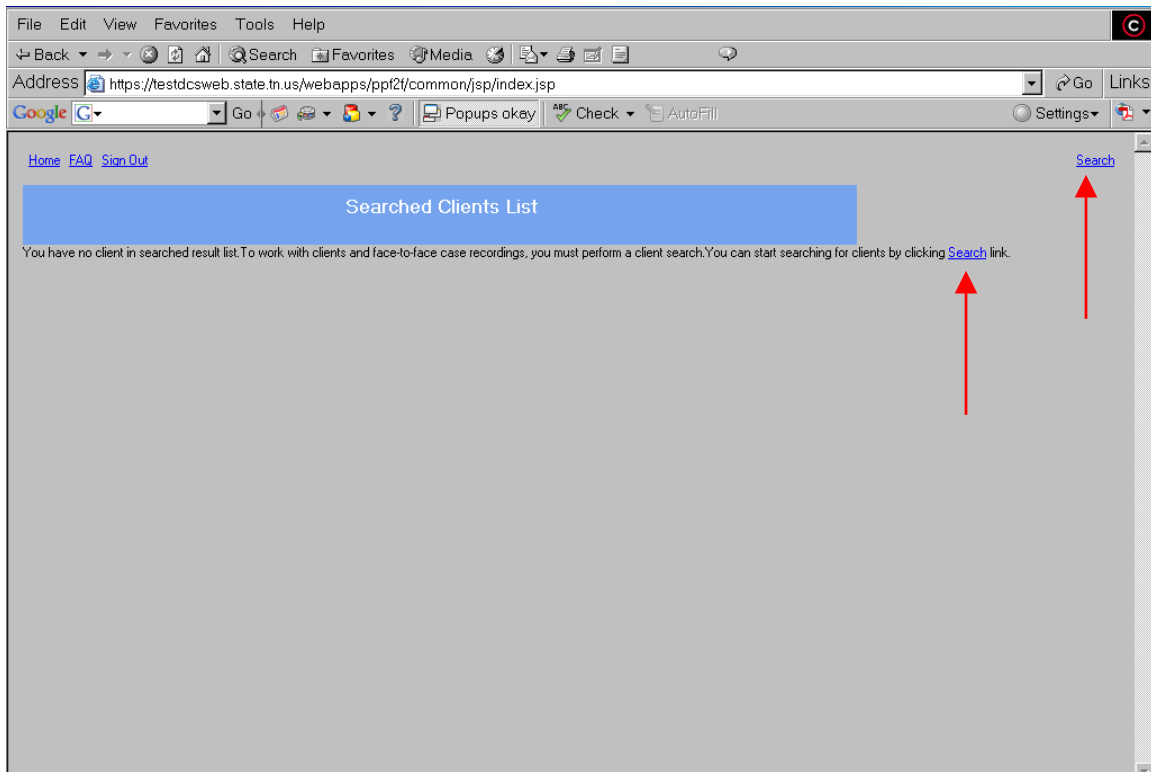 File Edit View Favorites Tools Help
Back Search Favorites Media
Address https://testdcsweb.state.tn.us/webapps/ppf2f/common/jsp/index.jsp Go Links
Google G Go Popups okay ABC Check AutoFill Settings
Home FAQ Sign Out Search
Searched Clients List
You have no client in searched result list.To work with clients and face-to-face case recordings, you must perform a client search.You can start searching for clients by clicking Search link.